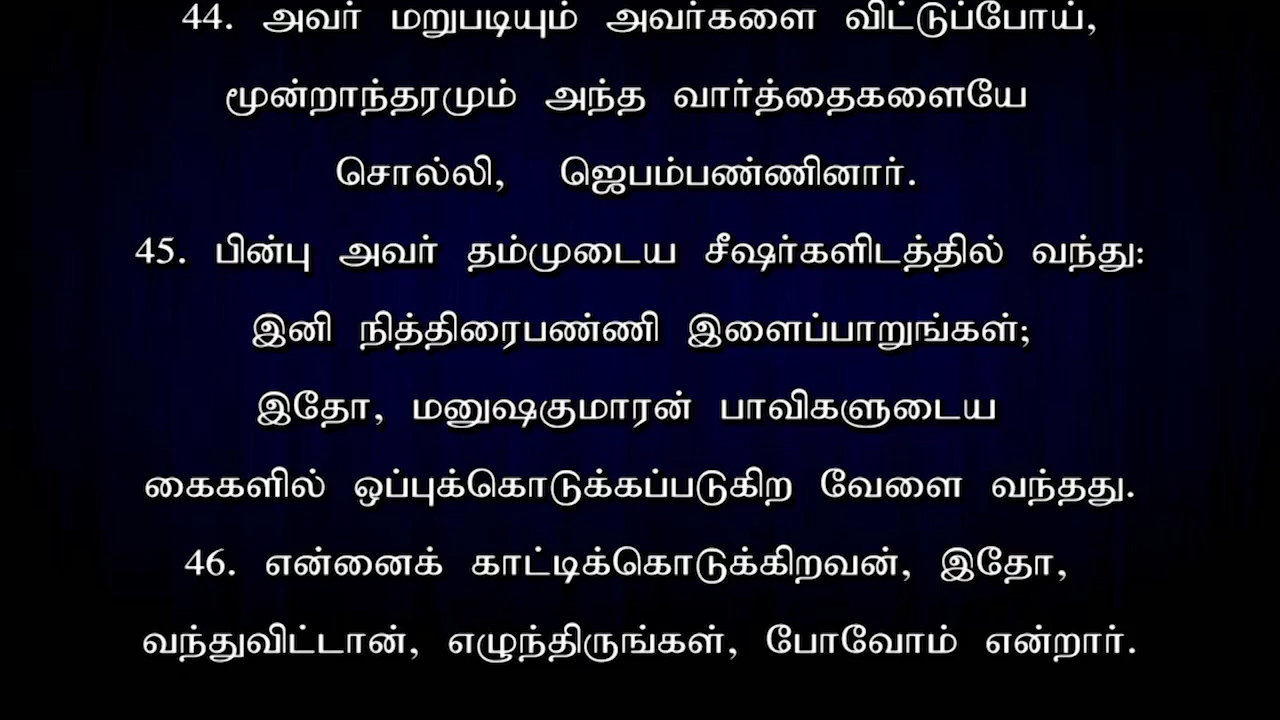 44. அவர் மறுபடியும் அவர்களை விட்டுப்போய்,
மூன்றாந்தரமும் அந்த வார்த்தைகளையே
சொல்லி, ஜெபம்பண்ணினார்.
45. பின்பு அவர் தம்முடைய சீஷர்களிடத்தில் வந்து:
இனி நித்திரைபண்ணி இளைப்பாறுங்கள்;
இதோ, மனுஷகுமாரன் பாவிகளுடைய
கைகளில் ஒப்புக்கொடுக்கப்படுகிற வேளை வந்தது.
46. என்னைக் காட்டிக்கொடுக்கிறவன், இதோ,
வந்துவிட்டான், எழுந்திருங்கள், போவோம் என்றார்.